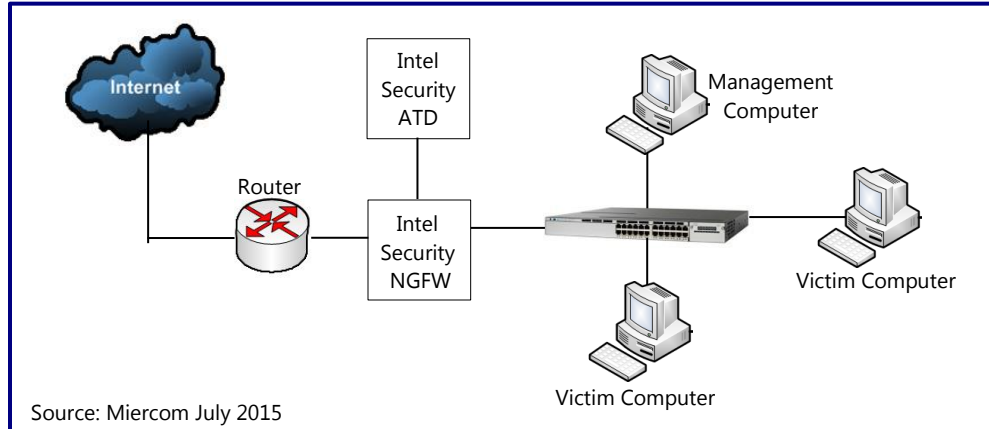 Internet
Intel
Security
ATD
Management
Computer
Router
Intel
Security
NGFW
Victim Computer
Victim Computer
Source: Miercom July 2015